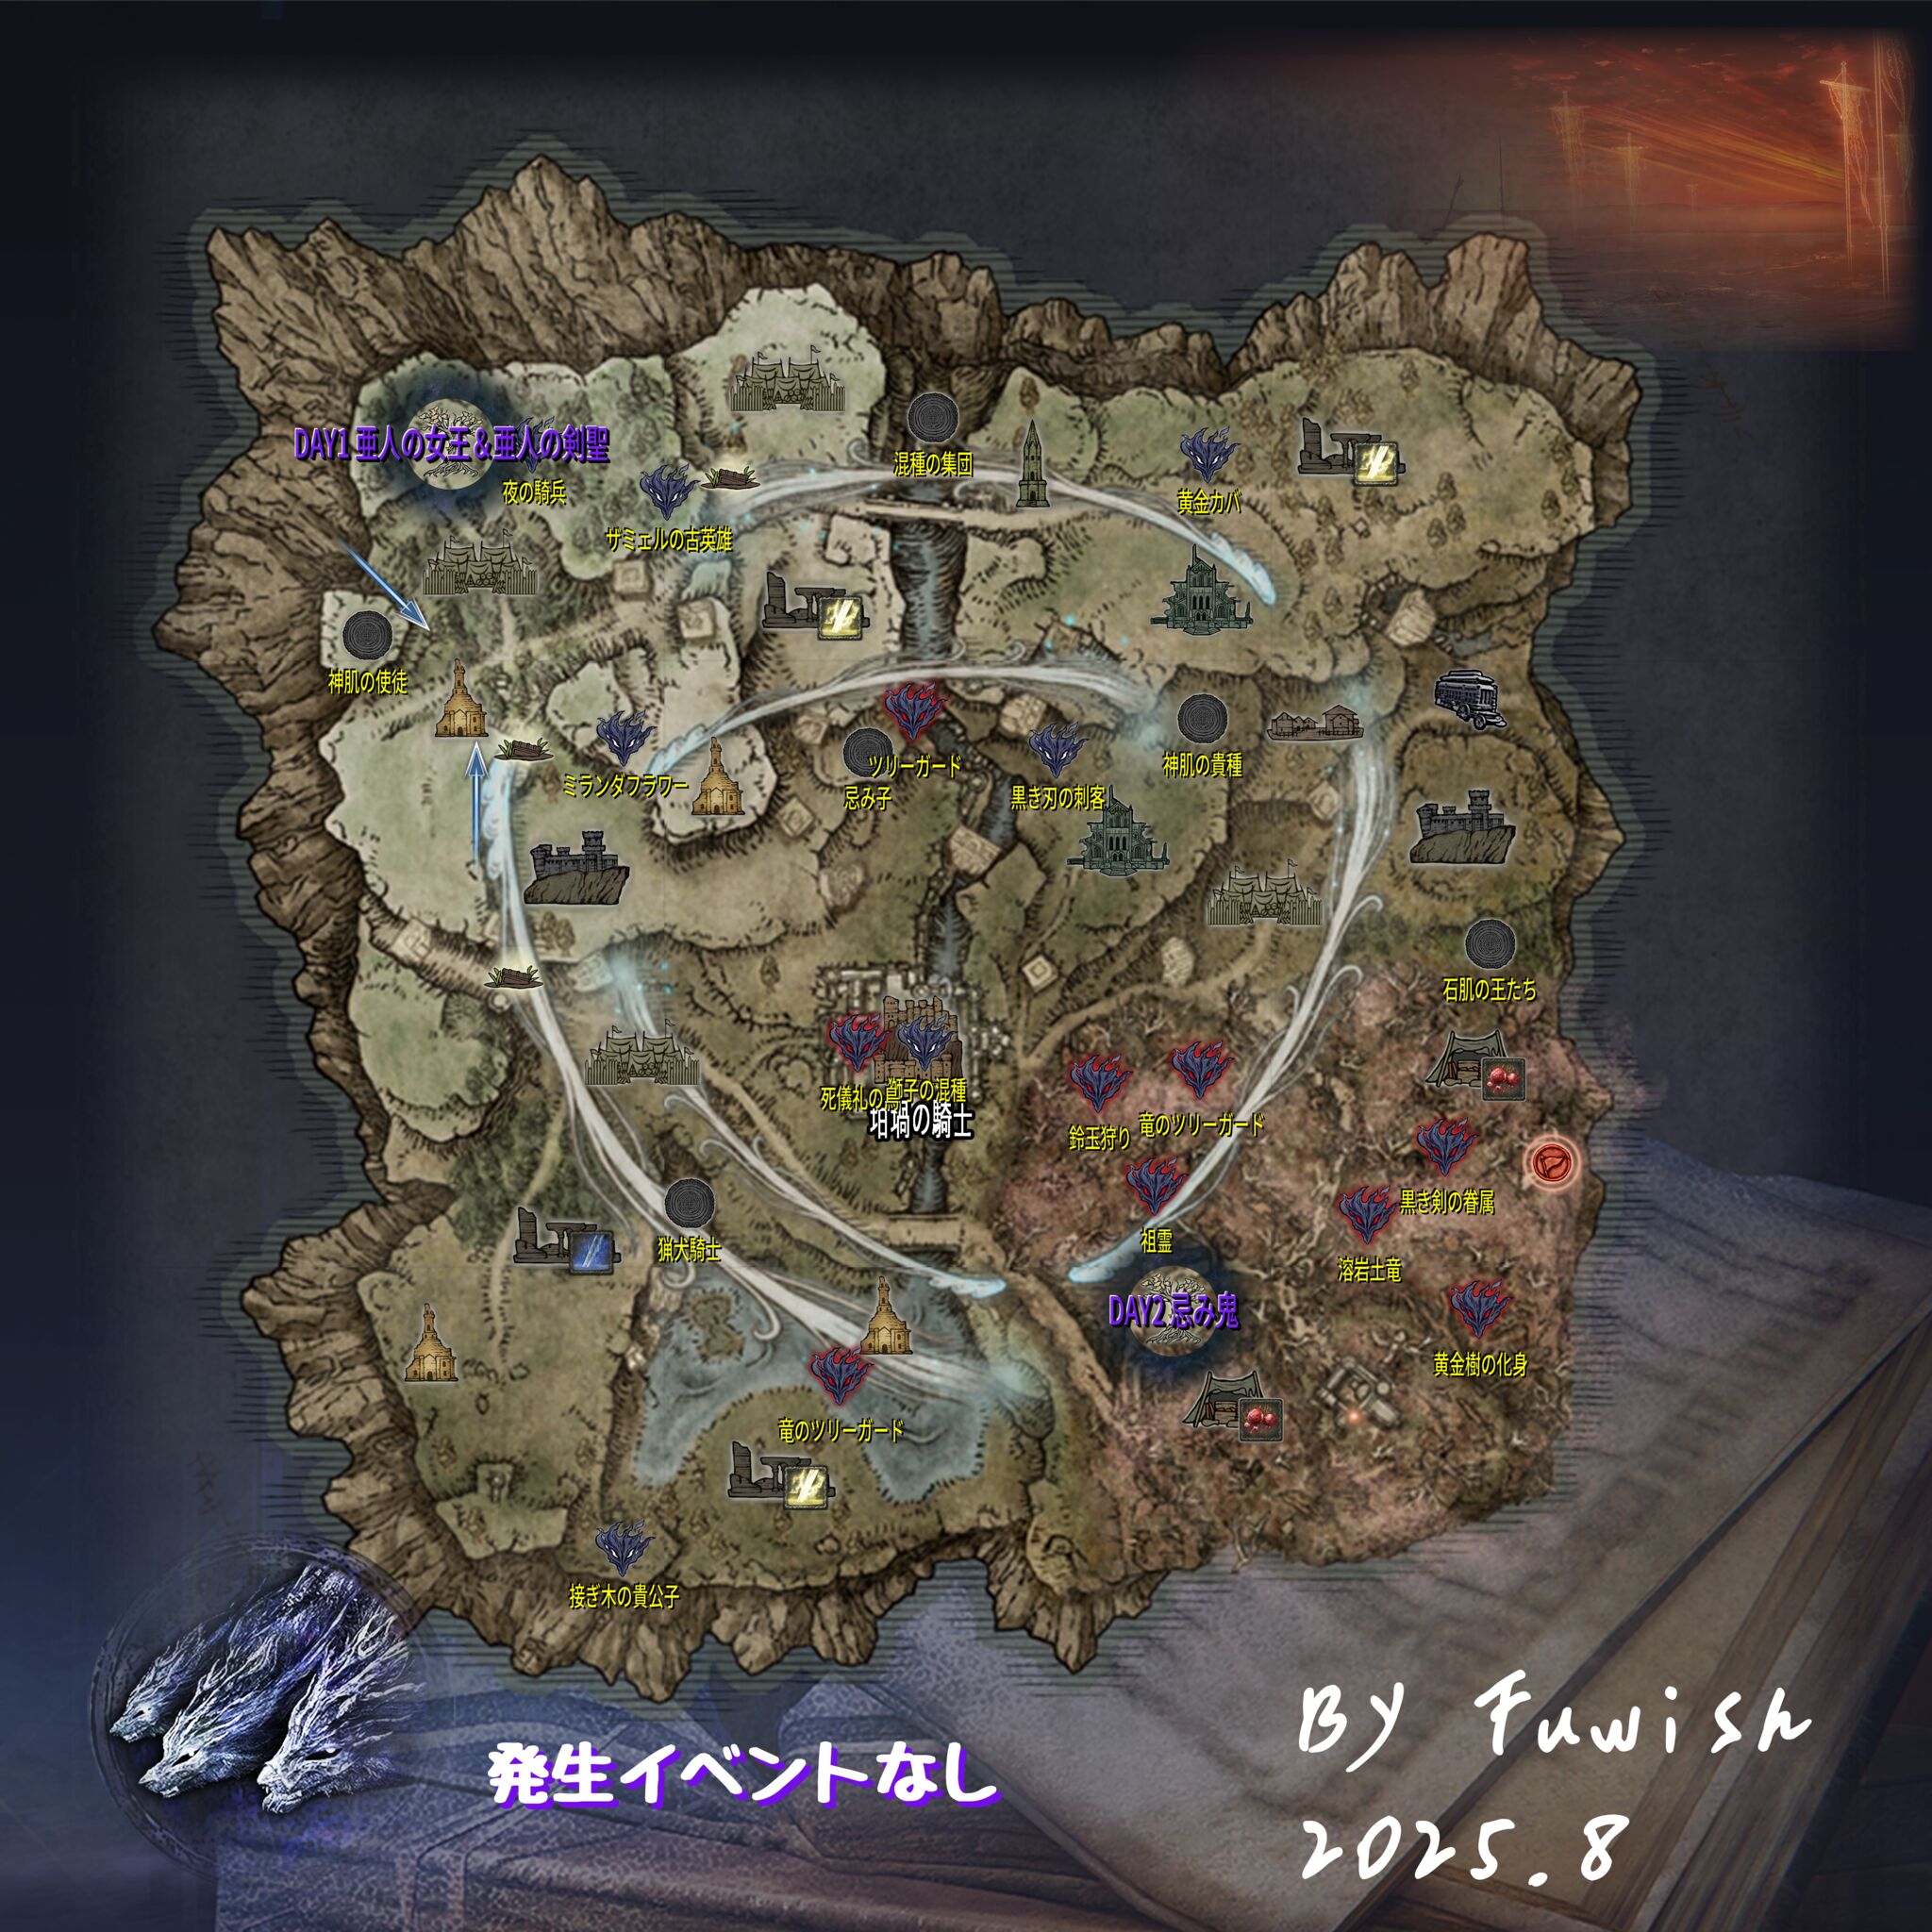 DAY1 亜人の女王&亜人の剣聖
夜の騎兵
混種の集団
黄金カバ
ザミェルの古英雄
神肌の使徒
ミランダフラワー
ツリーガード
忌み子
黒き刃の刺客
神肌の貴種
石肌の王たち
死儀礼の鳥
獅子の混種
坩堝の騎士
鈴玉狩り
竜のツリーガード
黒き剣の眷属
祖霊
猟犬騎士
溶岩土竜
DAY2 忌み鬼
黄金樹の化身
竜のツリーガード
接ぎ木の貴公子
発生イベントなし
BY Fuwish
2025.8